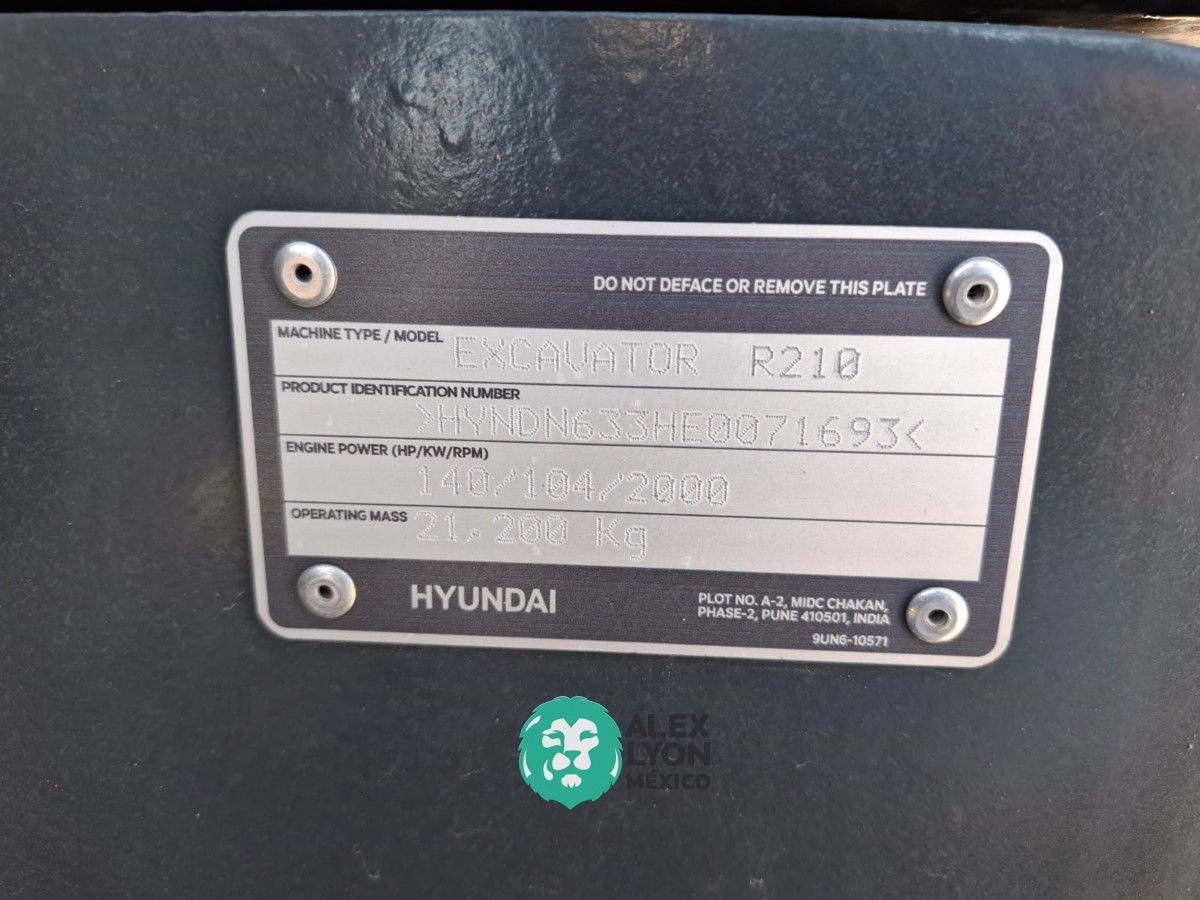 DO NOT DEFACE OR REMOVE THIS PLATE
MACHINE TYPE / MODEL EXCAVATOR R210
PRODUCT IDENTIFICATION NUMBER
>HYNDN633HE0071693<
ENGINE POWER (HP/KW/RPM)
140/104/2000
OPERATING MASS 21,200 Kg
HYUNDAI
PLOT NO. A-2, MIDC CHAKAN,
PHASE-2, PUNE 410501, INDIA
9UN6-10571
ALEX
LYON
MÉXICO